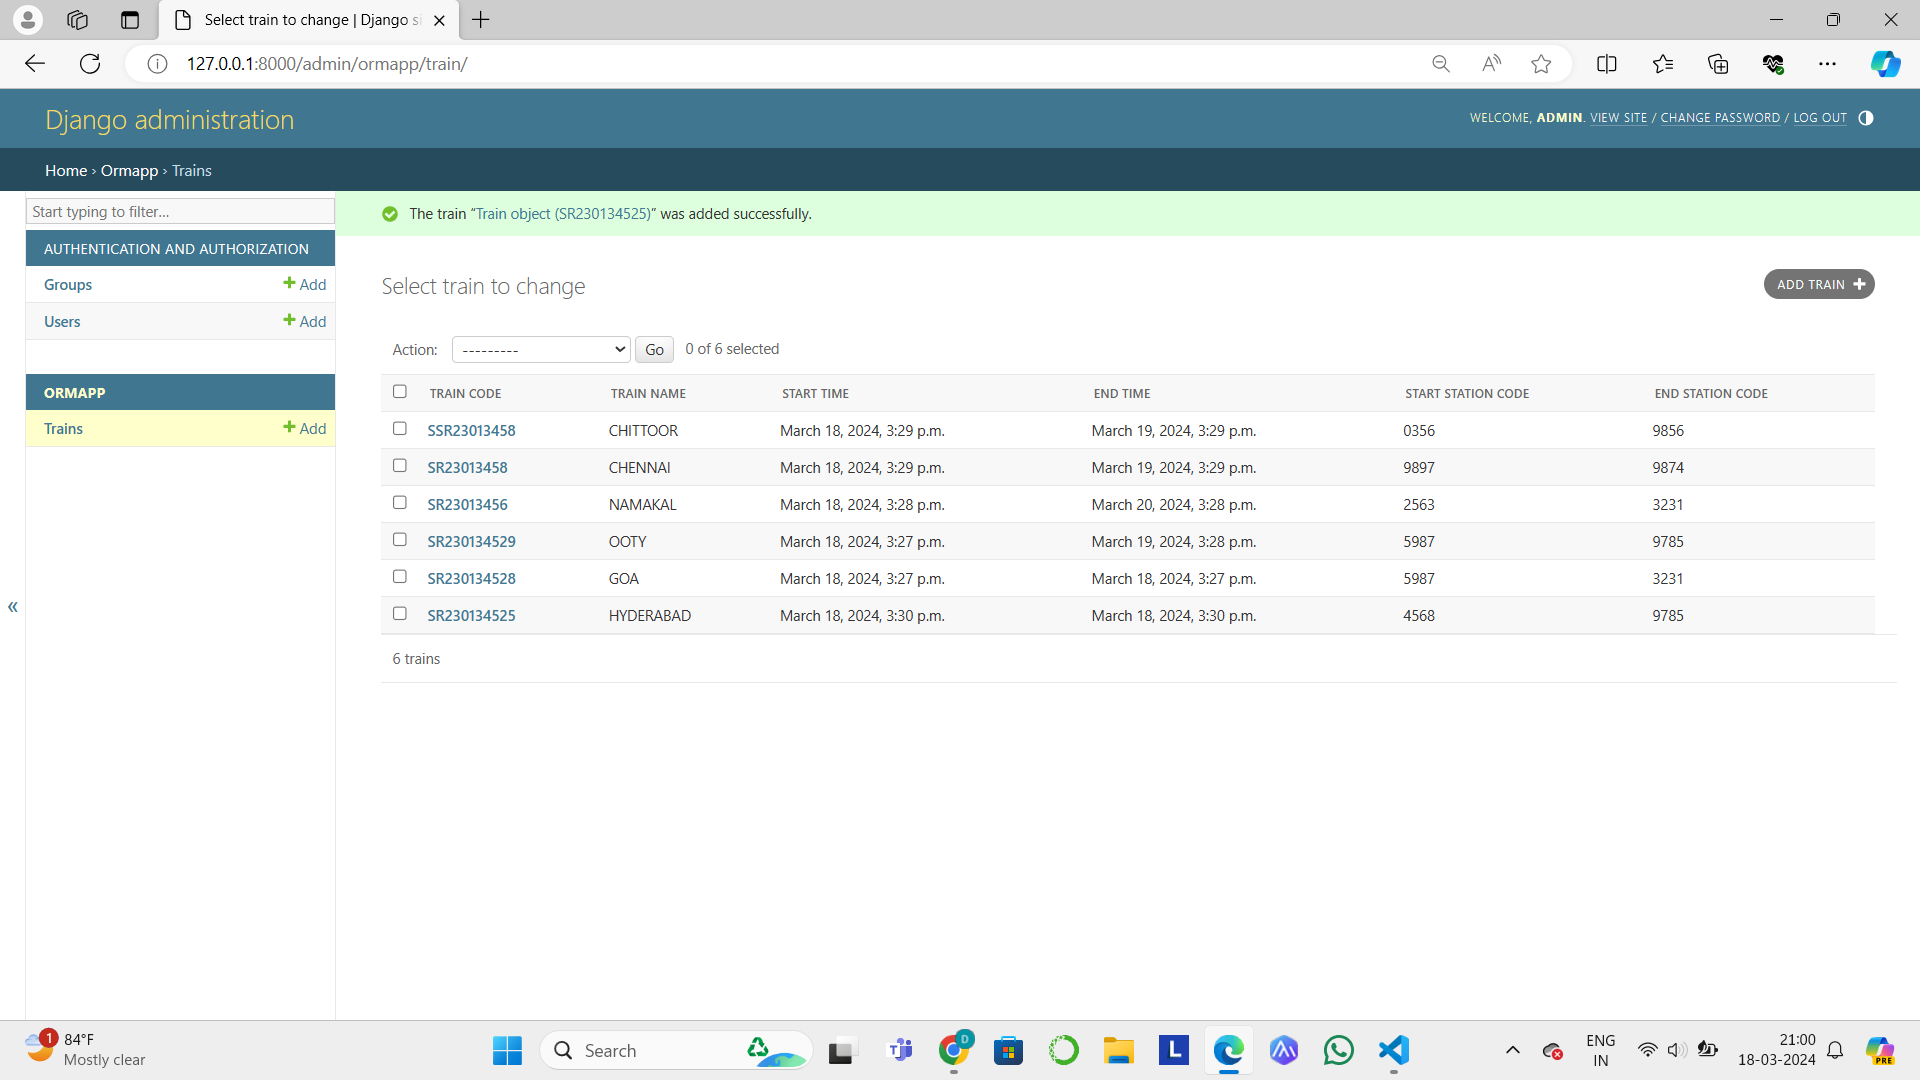 Select train to change | Django si
127.0.0.1:8000/admin/ormapp/train/
Django administration
WELCOME, ADMIN. VIEW SITE / CHANGE PASSWORD / LOG OUT
Home › Ormapp › Trains
Start typing to filter...
AUTHENTICATION AND AUTHORIZATION
Groups Add
Users Add
ORMAPP
Trains Add
«
The train “Train object (SR230134525)” was added successfully.
Select train to change
ADD TRAIN
Action: --------- Go 0 of 6 selected
TRAIN CODE TRAIN NAME START TIME END TIME START STATION CODE END STATION CODE
SSR23013458 CHITTOOR March 18, 2024, 3:29 p.m. March 19, 2024, 3:29 p.m. 0356 9856
SR23013458 CHENNAI March 18, 2024, 3:29 p.m. March 19, 2024, 3:29 p.m. 9897 9874
SR23013456 NAMAKAL March 18, 2024, 3:28 p.m. March 20, 2024, 3:28 p.m. 2563 3231
SR230134529 OOTY March 18, 2024, 3:27 p.m. March 19, 2024, 3:28 p.m. 5987 9785
SR230134528 GOA March 18, 2024, 3:27 p.m. March 18, 2024, 3:27 p.m. 5987 3231
SR230134525 HYDERABAD March 18, 2024, 3:30 p.m. March 18, 2024, 3:30 p.m. 4568 9785
6 trains
1
84°F
Mostly clear
Search
D
L
PRE
ENG
IN
21:00
18-03-2024